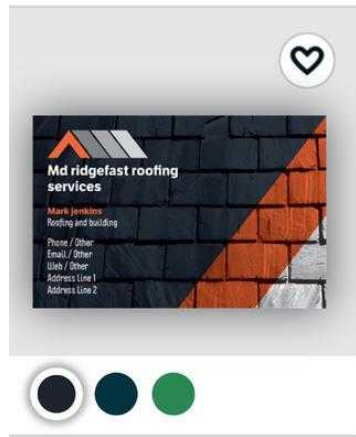 Md ridgefast roofing
services
Mark jenkins
Roofing and building
Phone / Other
Email / Other
Web / Other
Address Line 1
Address Line 2